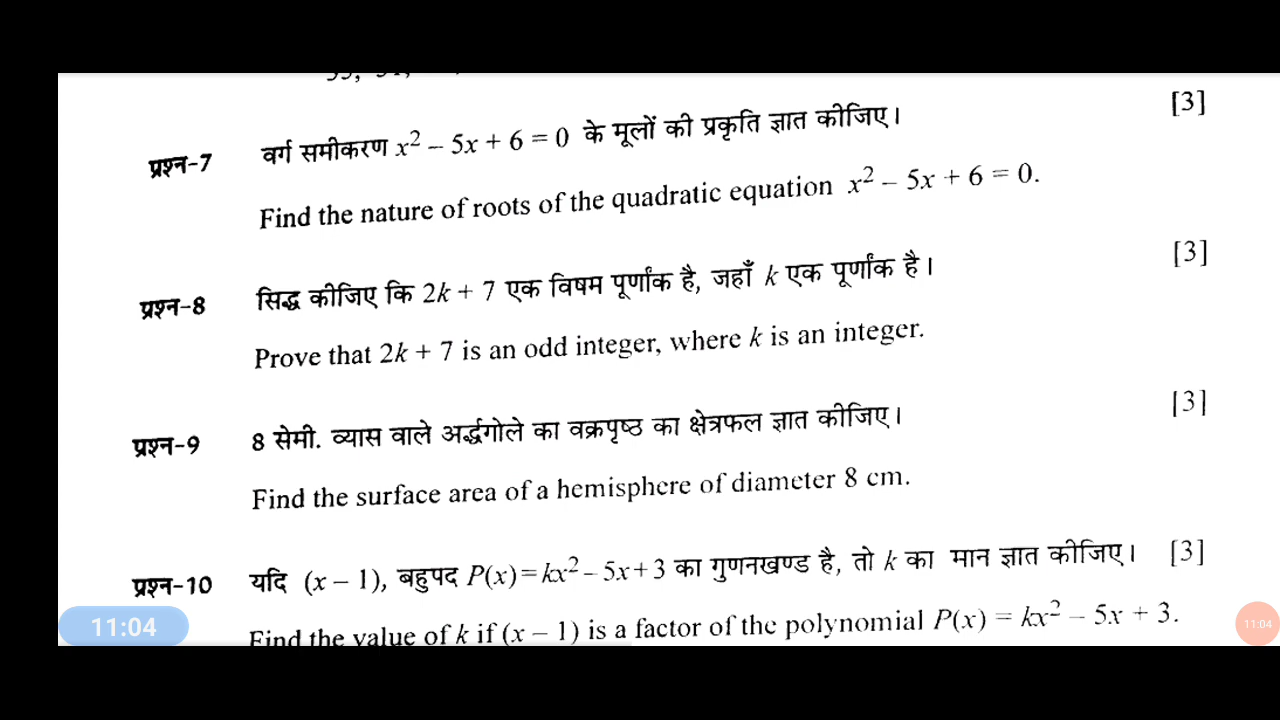 [3]
प्रश्न-7 वर्ग समीकरण x² – 5x + 6 = 0 के मूलों की प्रकृति ज्ञात कीजिए।
Find the nature of roots of the quadratic equation x² – 5x + 6 = 0.
[3]
प्रश्न-8 सिद्ध कीजिए कि 2k + 7 एक विषम पूर्णांक है, जहाँ k एक पूर्णांक है।
Prove that 2k + 7 is an odd integer, where k is an integer.
[3]
प्रश्न-9 8 सेमी. व्यास वाले अर्द्धगोले का वक्रपृष्ठ का क्षेत्रफल ज्ञात कीजिए।
Find the surface area of a hemisphere of diameter 8 cm.
प्रश्न-10 यदि (x – 1), बहुपद P(x) = kx² – 5x + 3 का गुणनखण्ड है, तो k का मान ज्ञात कीजिए। [3]
Find the value of k if (x – 1) is a factor of the polynomial P(x) = kx² – 5x + 3.
11:04
11:04